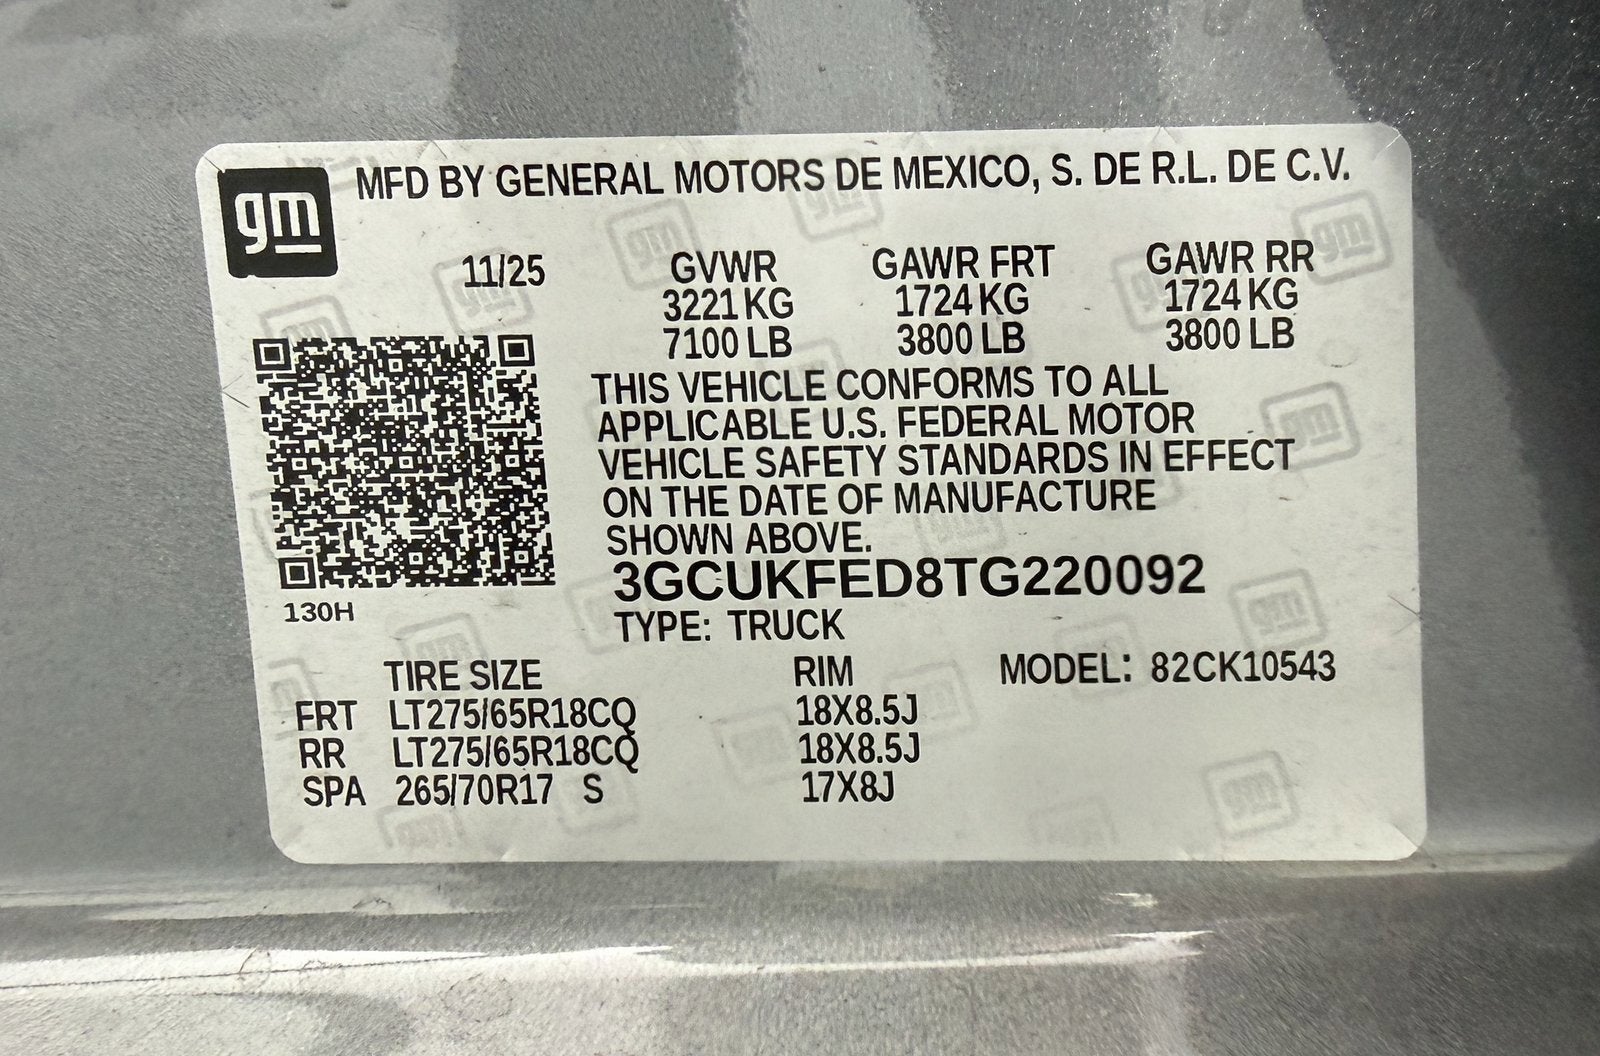 gm MFD BY GENERAL MOTORS DE MEXICO, S. DE R.L. DE C.V.
11/25 GVWR GAWR FRT GAWR RR
3221 KG 1724 KG 1724 KG
7100 LB 3800 LB 3800 LB
THIS VEHICLE CONFORMS TO ALL
APPLICABLE U.S. FEDERAL MOTOR
VEHICLE SAFETY STANDARDS IN EFFECT
ON THE DATE OF MANUFACTURE
SHOWN ABOVE.
3GCUKFED8TG220092
130H
TYPE: TRUCK
TIRE SIZE RIM MODEL: 82CK10543
FRT LT275/65R18CQ 18X8.5J
RR LT275/65R18CQ 18X8.5J
SPA 265/70R17 S 17X8J